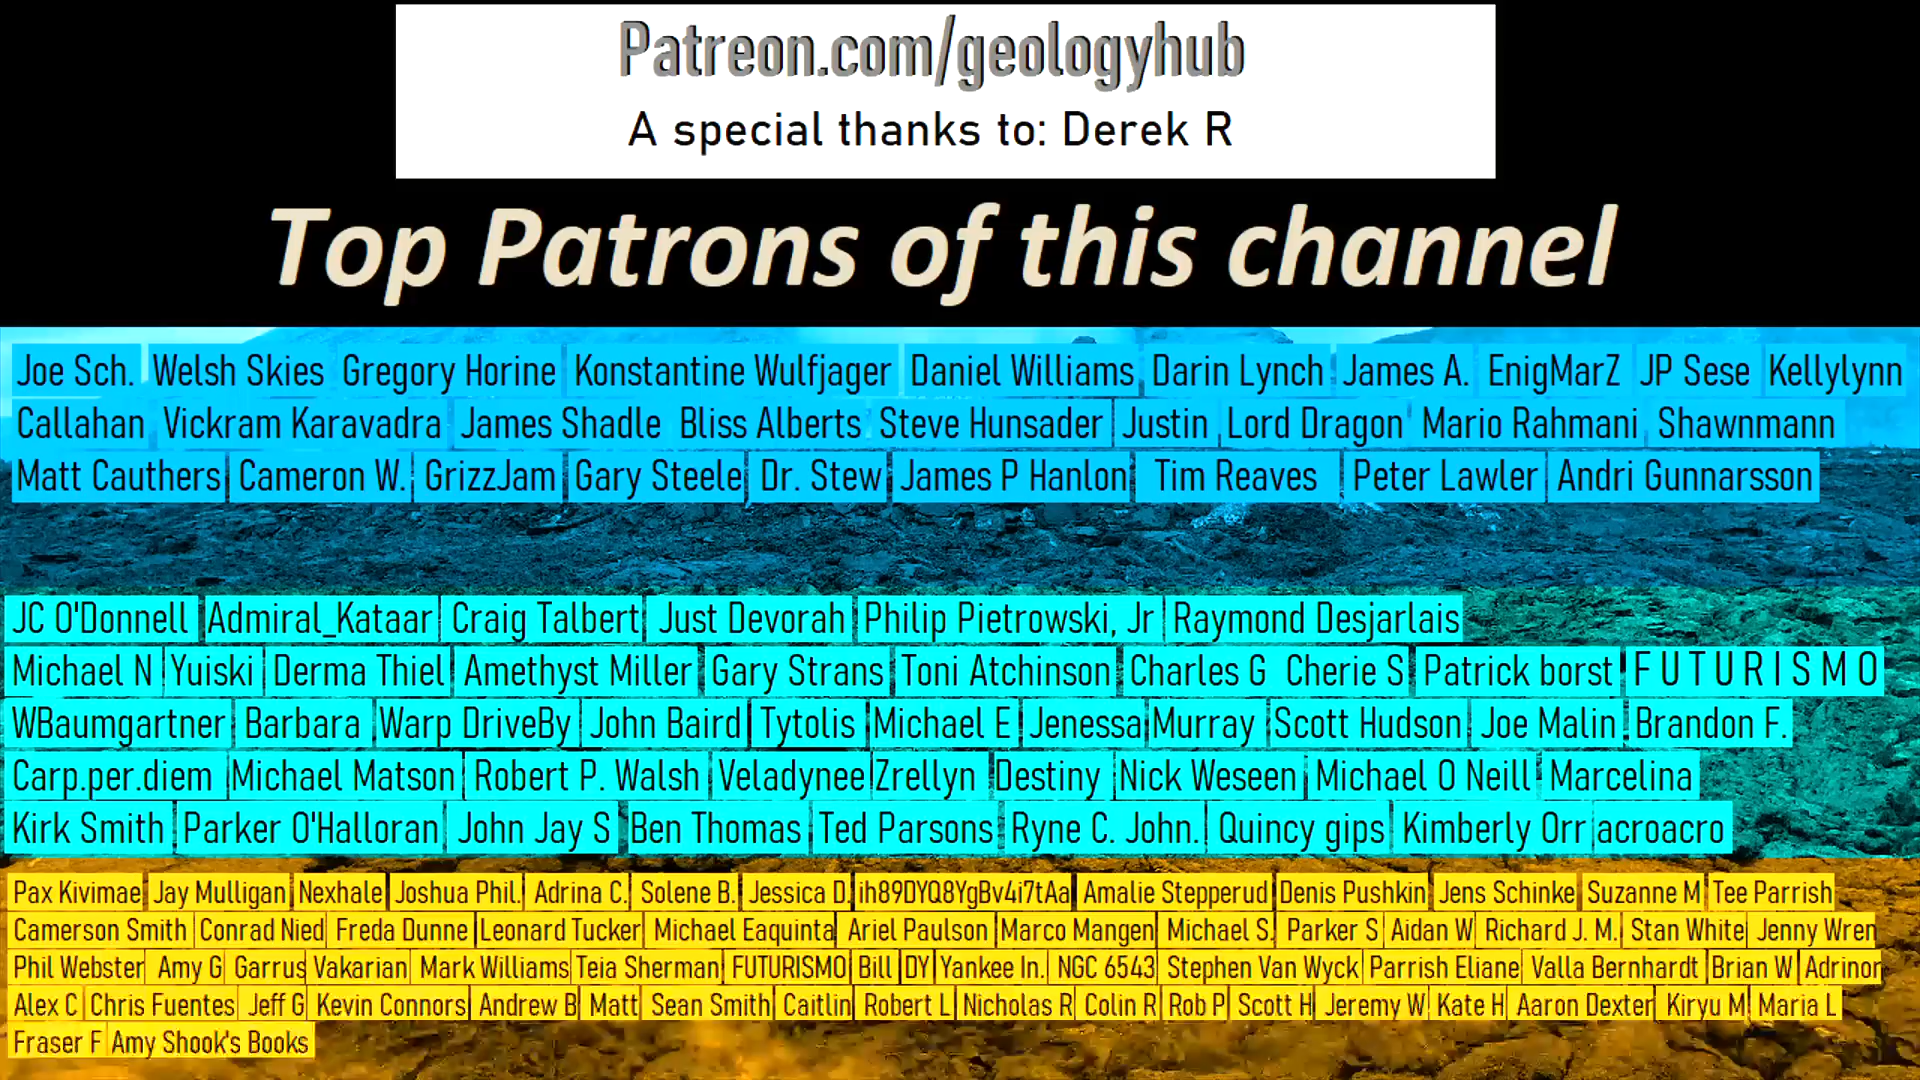 Patreon.com/geologyhub
A special thanks to: Derek R
Top Patrons of this channel
Joe Sch. Welsh Skies Gregory Horine Konstantine Wulfjager Daniel Williams Darin Lynch James A. EnigMarZ JP Sese Kellylynn
Callahan Vickram Karavadra James Shadle Bliss Alberts Steve Hunsader Justin Lord Dragon Mario Rahmani Shawnmann
Matt Cauthers Cameron W. GrizzJam Gary Steele Dr. Stew James P Hanlon Tim Reaves Peter Lawler Andri Gunnarsson
JC O'Donnell Admiral_Kataar Craig Talbert Just Devorah Philip Pietrowski, Jr Raymond Desjarlais
Michael N Yuiski Derma Thiel Amethyst Miller Gary Strans Toni Atchinson Charles G Cherie S Patrick borst F U T U R I S M O
WBaumgartner Barbara Warp DriveBy John Baird Tytolis Michael E Jenessa Murray Scott Hudson Joe Malin Brandon F.
Carp.per.diem Michael Matson Robert P. Walsh Veladynee Zrellyn Destiny Nick Weseen Michael O Neill Marcelina
Kirk Smith Parker O'Halloran John Jay S Ben Thomas Ted Parsons Ryne C. John. Quincy gips Kimberly Orr acroacro
Pax Kivimae Jay Mulligan Nexhale Joshua Phil. Adrina C. Solene B. Jessica D. ih89DYQ8YgBv4i7tAa Amalie Stepperud Denis Pushkin Jens Schinke Suzanne M Tee Parrish
Camerson Smith Conrad Nied Freda Dunne Leonard Tucker Michael Eaquinta Ariel Paulson Marco Mangen Michael S. Parker S Aidan W Richard J. M. Stan White Jenny Wren
Phil Webster Amy G Garrus Vakarian Mark Williams Teia Sherman FUTURISMO Bill DY Yankee In. NGC 6543 Stephen Van Wyck Parrish Eliane Valla Bernhardt Brian W Adrinor
Alex C Chris Fuentes Jeff G Kevin Connors Andrew B Matt Sean Smith Caitlin Robert L Nicholas R Colin R Rob P Scott H Jeremy W Kate H Aaron Dexter Kiryu M Maria L
Fraser F Amy Shook's Books